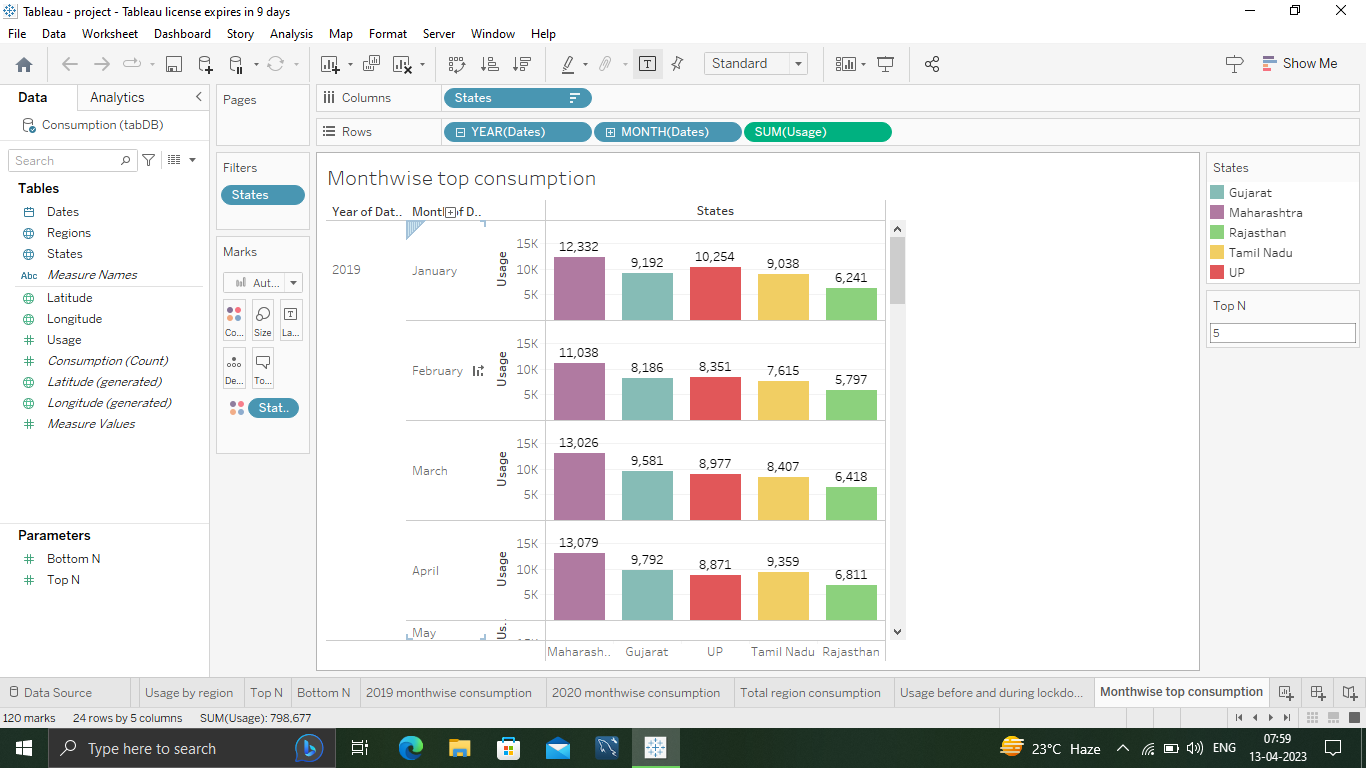 Tableau - project - Tableau license expires in 9 days
File Data Worksheet Dashboard Story Analysis Map Format Server Window Help
Standard
Show Me
Data Analytics
Consumption (tabDB)
Search
Tables
Dates
Regions
States
Abc Measure Names
Latitude
Longitude
Usage
Consumption (Count)
Latitude (generated)
Longitude (generated)
Measure Values
Parameters
Bottom N
Top N
Pages
Filters
States
Marks
Aut...
Co... Size La...
De... To...
Stat..
Columns States
Rows YEAR(Dates) MONTH(Dates) SUM(Usage)
Monthwise top consumption
Year of Dat.. Month of D.. States
2019 January Usage 15K 10K 5K 12,332 9,192 10,254 9,038 6,241
February Usage 15K 10K 5K 11,038 8,186 8,351 7,615 5,797
March Usage 15K 10K 5K 13,026 9,581 8,977 8,407 6,418
April Usage 15K 10K 5K 13,079 9,792 8,871 9,359 6,811
May Us..
Maharash.. Gujarat UP Tamil Nadu Rajasthan
States
Gujarat
Maharashtra
Rajasthan
Tamil Nadu
UP
Top N
5
Data Source Usage by region Top N Bottom N 2019 monthwise consumption 2020 monthwise consumption Total region consumption Usage before and during lockdo... Monthwise top consumption
120 marks 24 rows by 5 columns SUM(Usage): 798,677
Type here to search
23°C Haze ENG 07:59
13-04-2023